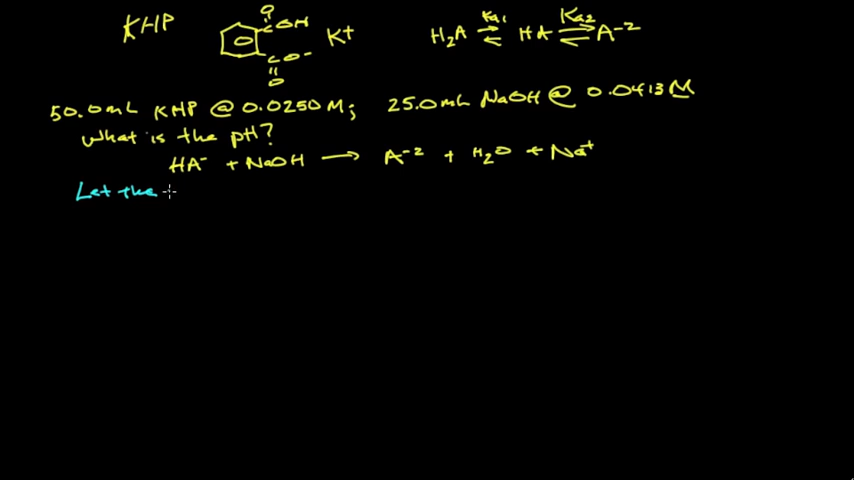 KHP O COH K+ H2A Ka1 ⇌ HA Ka2 ⇌ A-2
CO-
O
50.0mL KHP @ 0.0250M; 25.0mL NaOH @ 0.0413M
What is the pH?
HA- + NaOH → A-2 + H2O + Na+
Let the